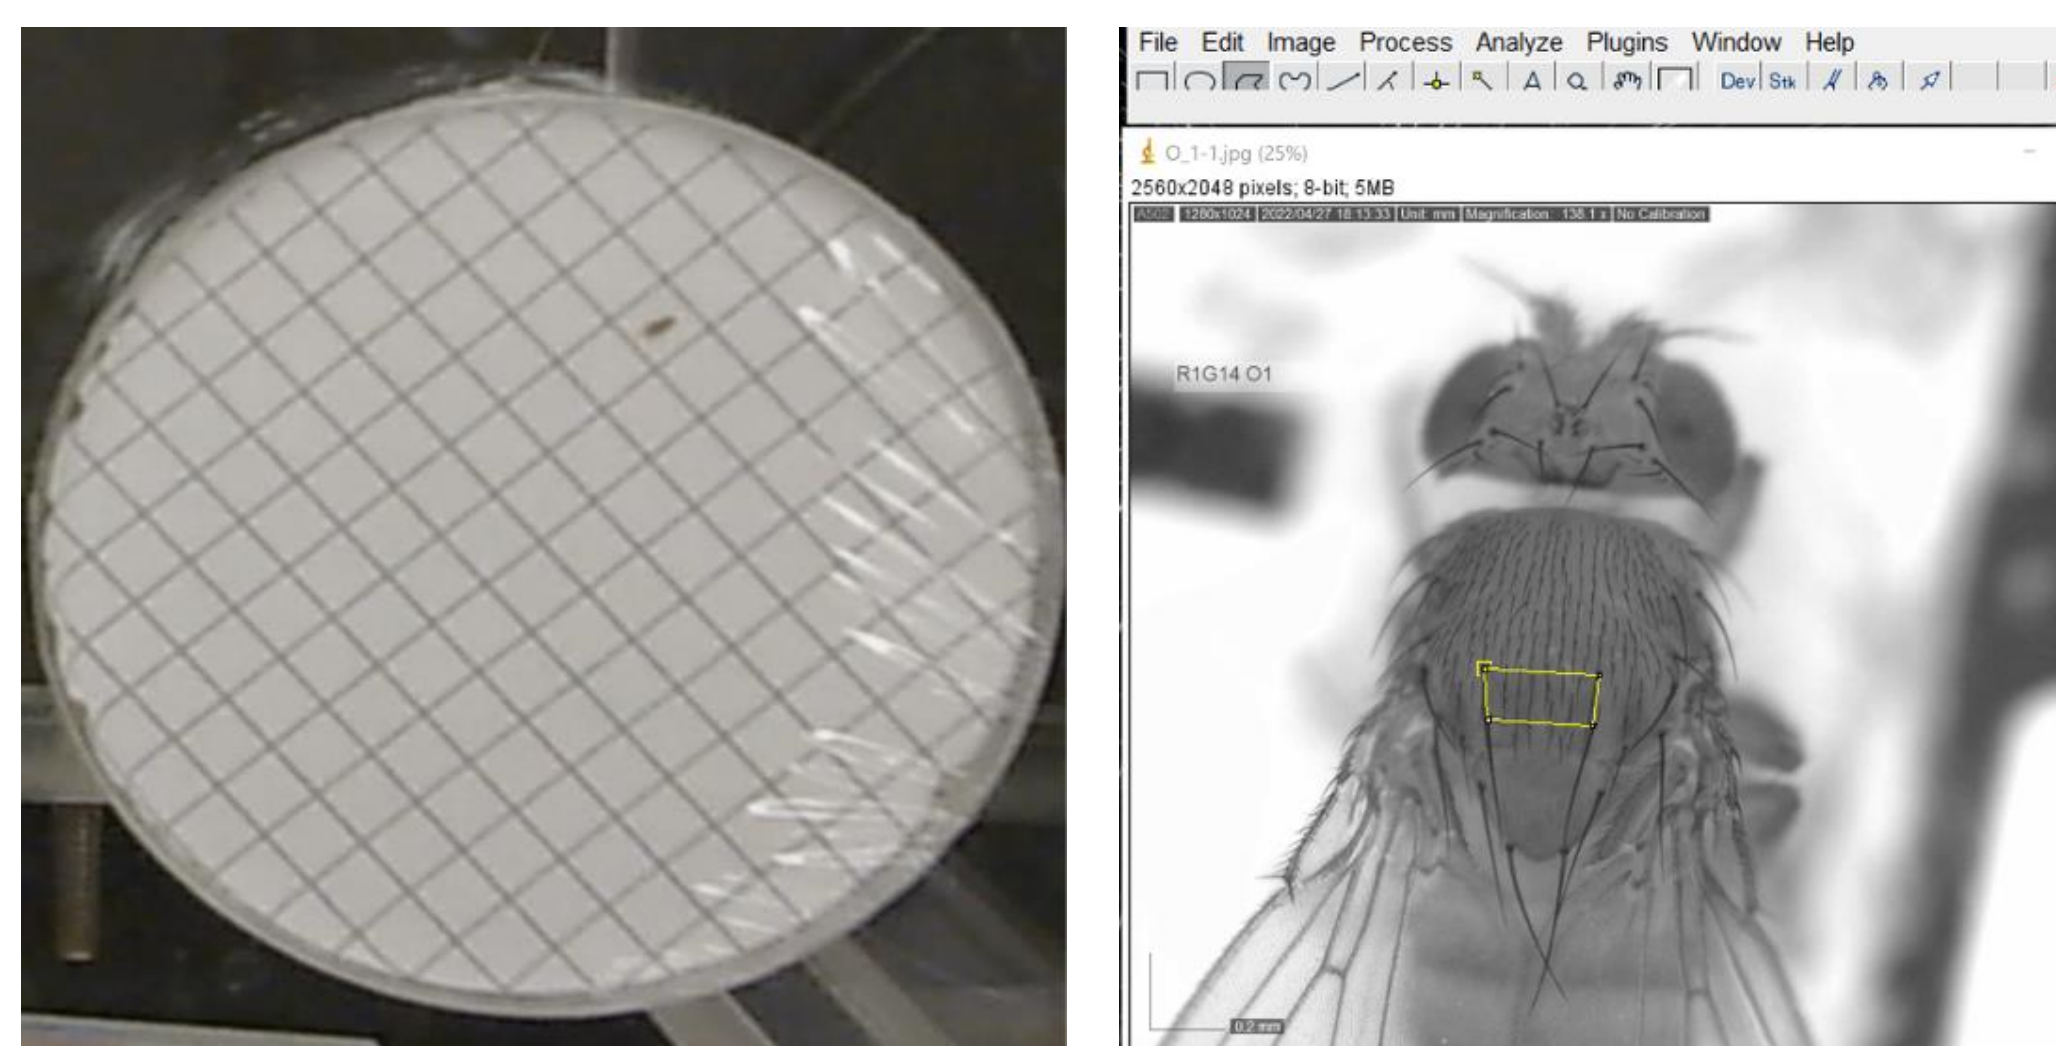 File Edit Image Process Analyze Plugins Window Help
Dev Stk
O_1-1.jpg (25%)
2560x2048 pixels; 8-bit; 5MB
A502 1280x1024 2022/04/27 18:13:33 Unit: mm Magnification : 138.1 x No Calibration
R1G14 O1
0.2 mm